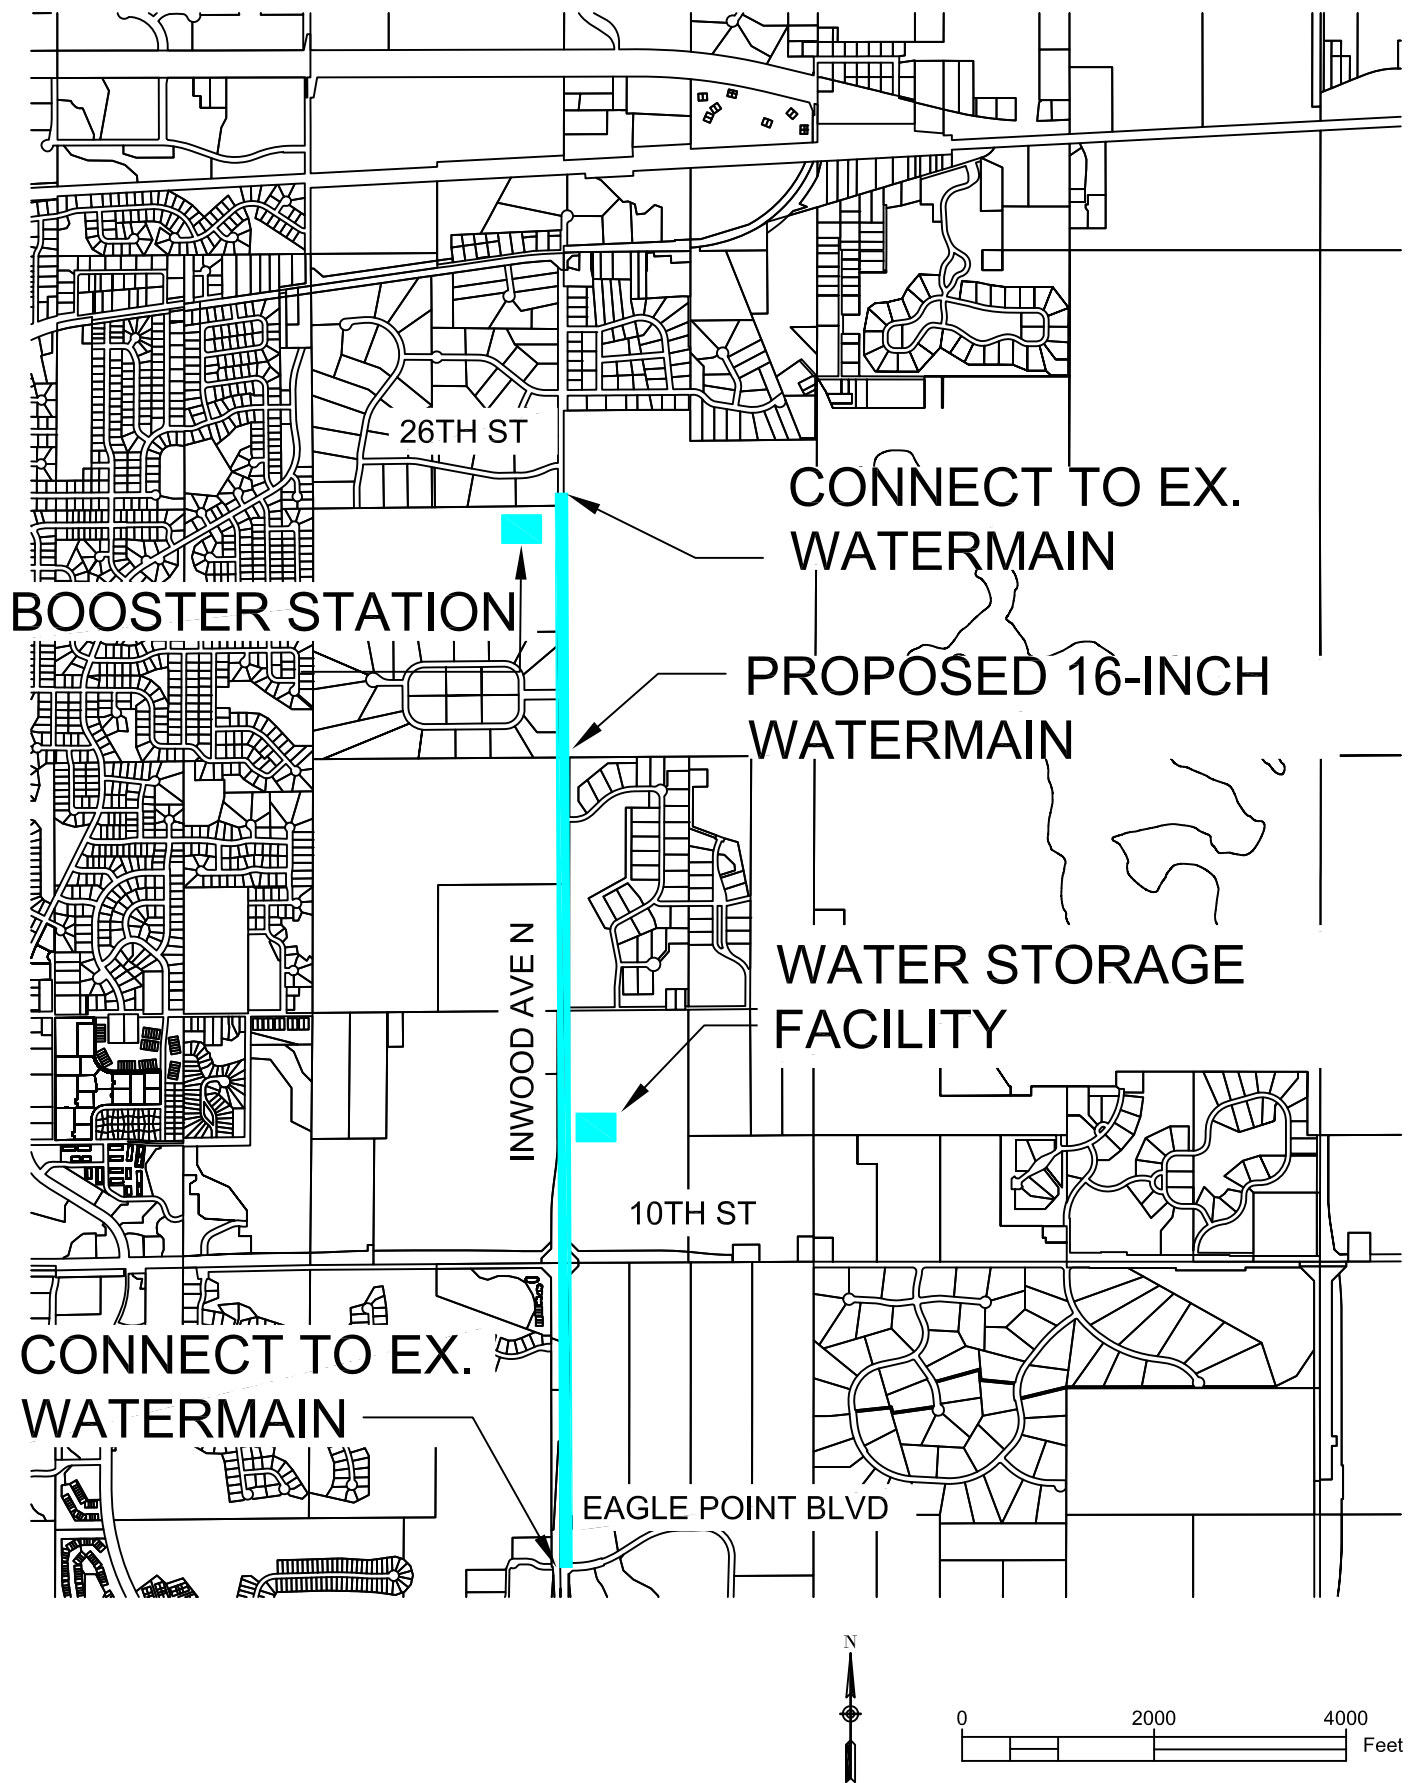 26TH ST
CONNECT TO EX.
WATERMAIN
BOOSTER STATION
PROPOSED 16-INCH
WATERMAIN
INWOOD AVE N
WATER STORAGE
FACILITY
10TH ST
CONNECT TO EX.
WATERMAIN
EAGLE POINT BLVD
N
0 2000 4000
Feet